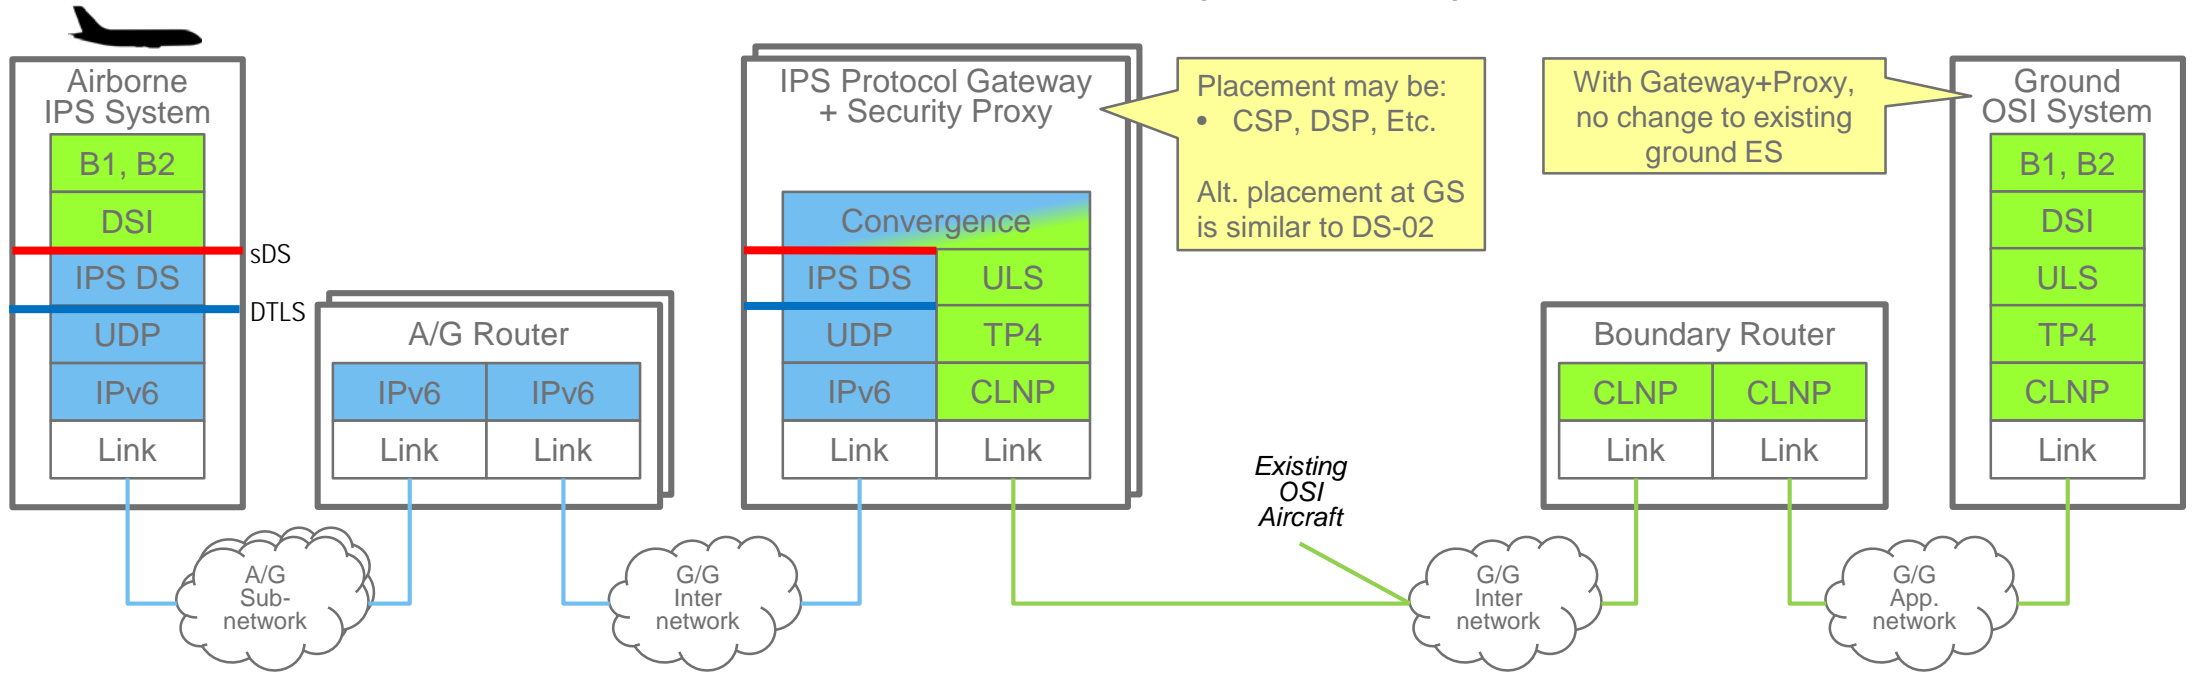 Airborne
IPS System
B1, B2
DSI
sDS
IPS DS
DTLS
UDP
IPv6
Link
A/G
Sub-
network
A/G Router
IPv6 IPv6
Link Link
G/G
Inter
network
IPS Protocol Gateway
+ Security Proxy
Convergence
IPS DS ULS
UDP TP4
IPv6 CLNP
Link Link
Placement may be:
• CSP, DSP, Etc.
Alt. placement at GS
is similar to DS-02
Existing
OSI
Aircraft
G/G
Inter
network
With Gateway+Proxy,
no change to existing
ground ES
Boundary Router
CLNP CLNP
Link Link
G/G
App.
network
Ground
OSI System
B1, B2
DSI
ULS
TP4
CLNP
Link